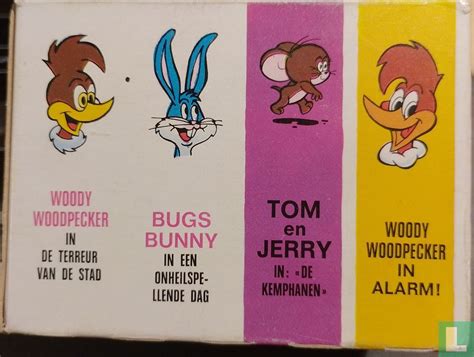 WOODY
WOODPECKER
IN
DE TERREUR
VAN DE STAD
BUGS
BUNNY
IN EEN
ONHEILSPE-
LLENDE DAG
TOM
en
JERRY
IN: «DE
KEMPHANEN»
WOODY
WOODPECKER
IN
ALARM!
L